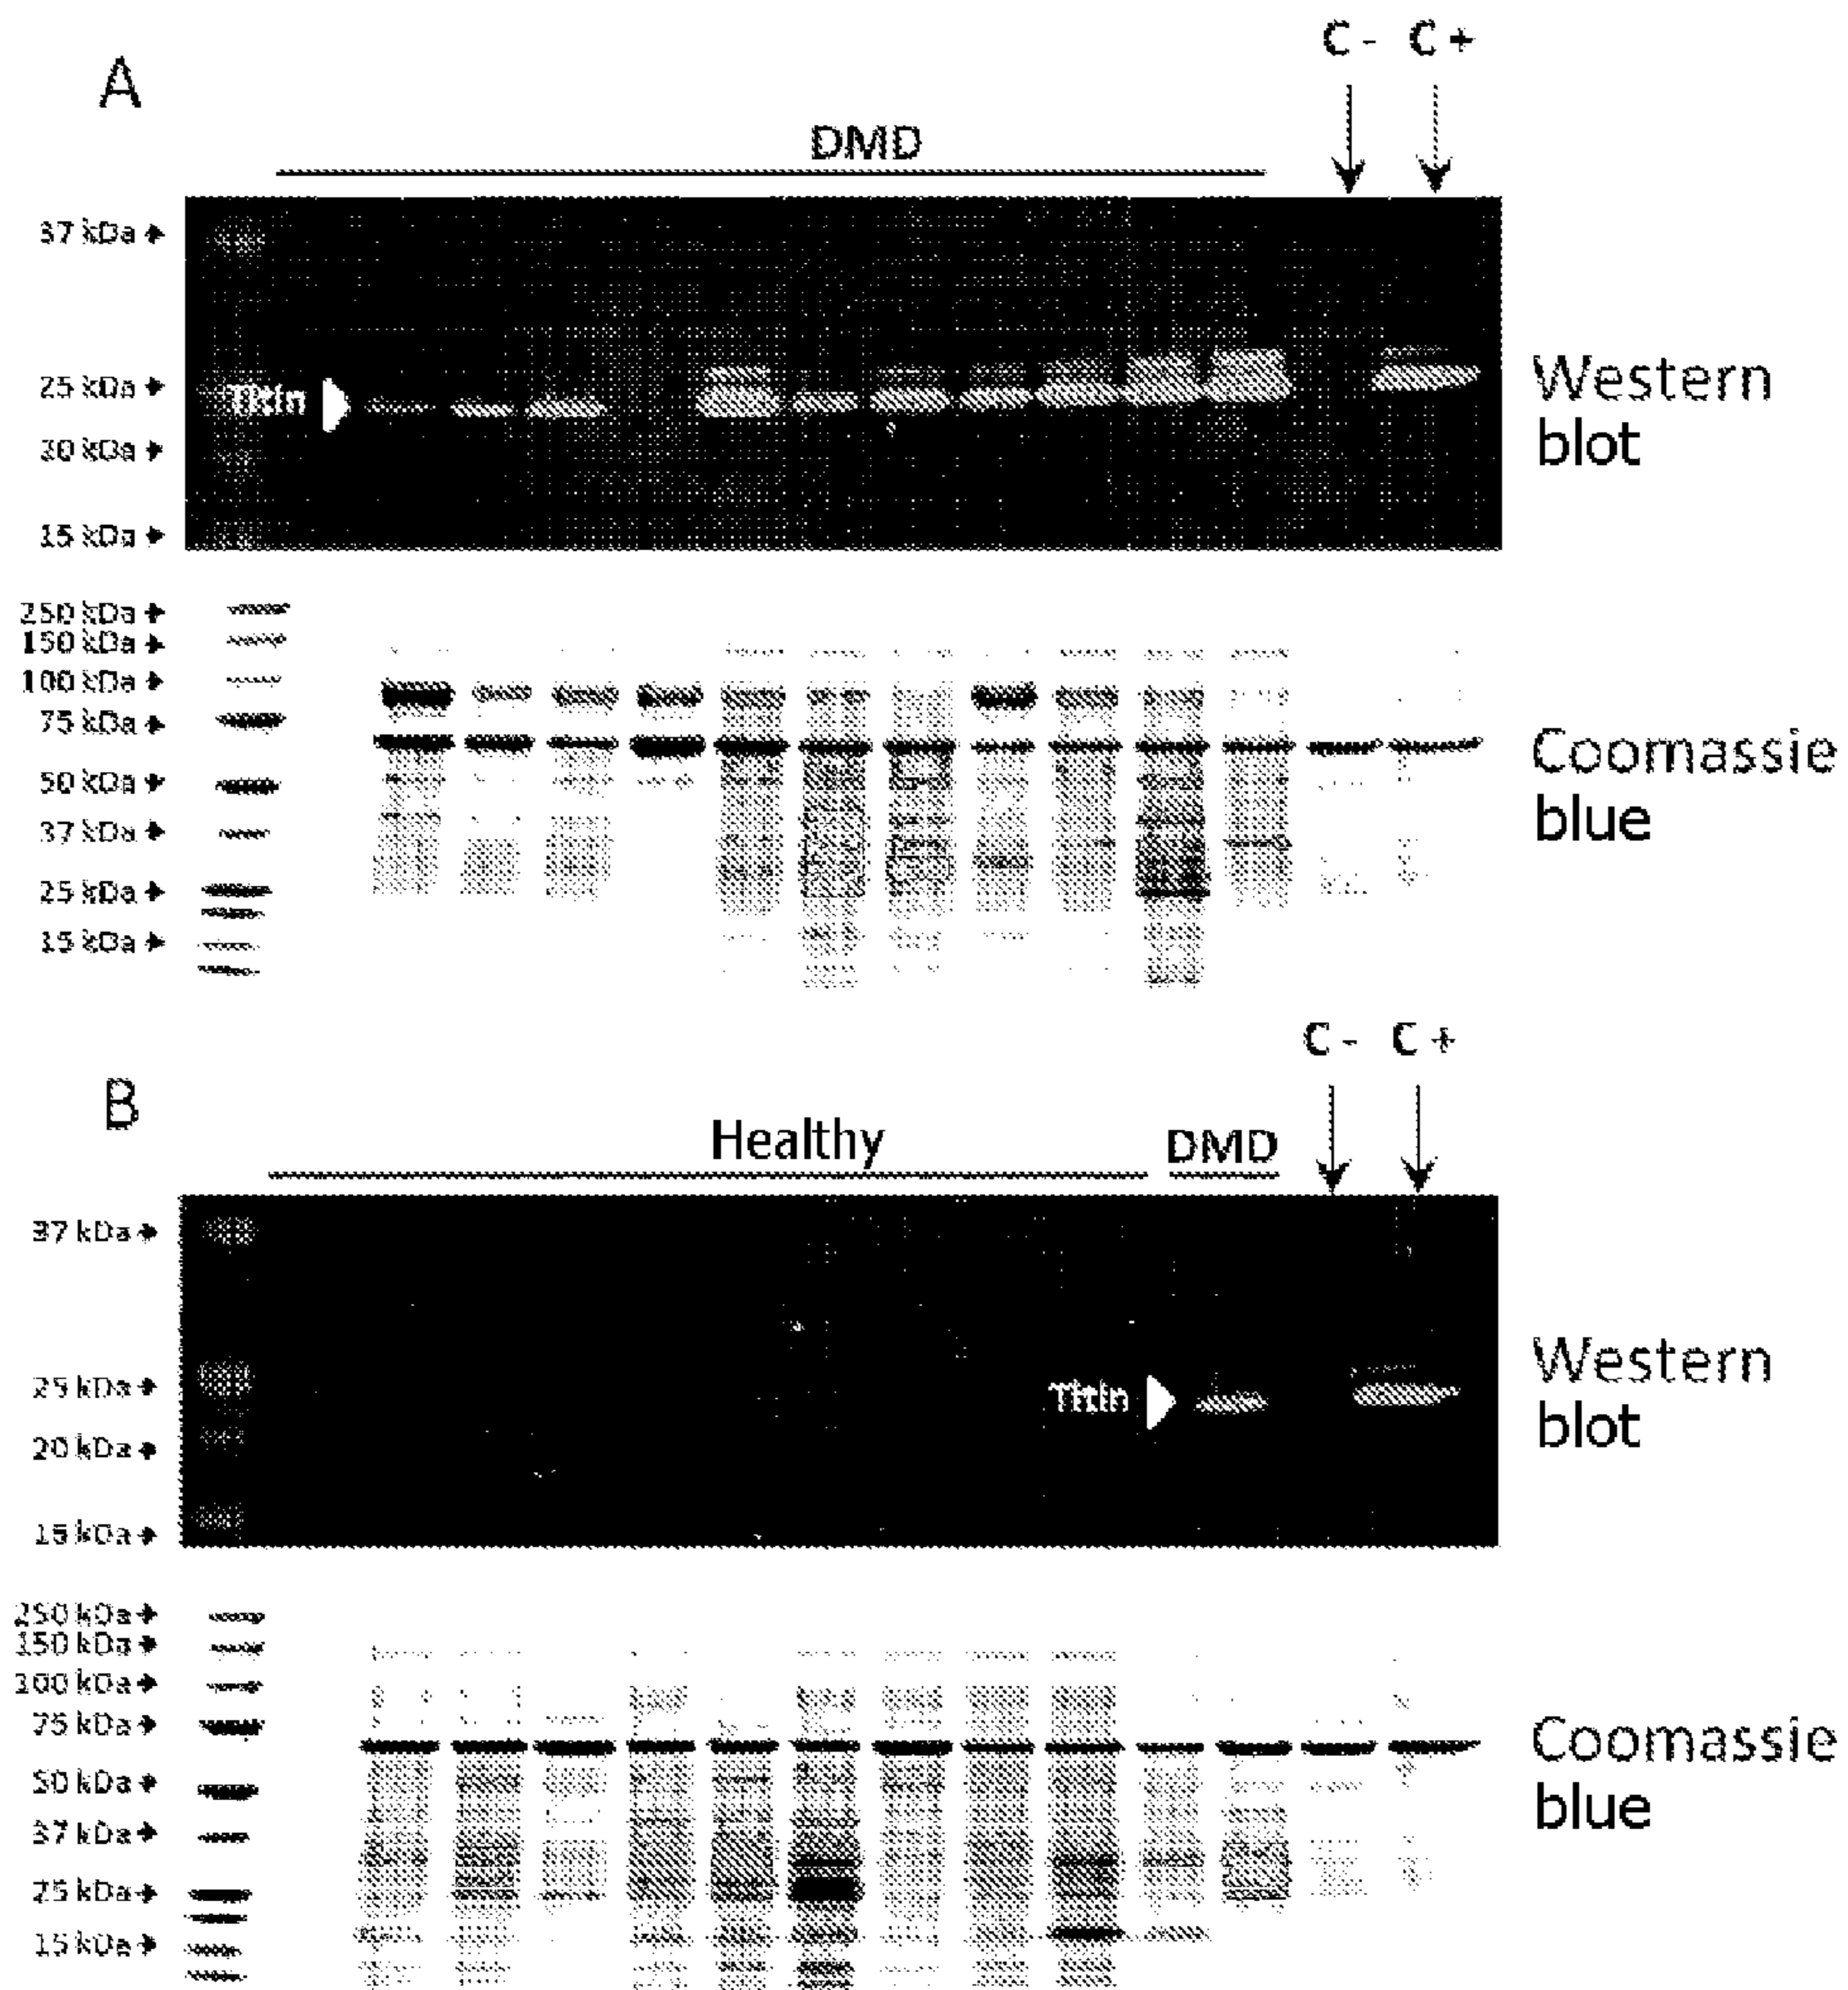 A
C - C +
DMD
37 kDa
25 kDa
Titin
20 kDa
15 kDa
Western
blot
250 kDa
150 kDa
100 kDa
75 kDa
50 kDa
37 kDa
25 kDa
15 kDa
Coomassie
blue
B
C - C +
Healthy
DMD
37 kDa
25 kDa
Titin
20 kDa
15 kDa
Western
blot
250 kDa
150 kDa
100 kDa
75 kDa
50 kDa
37 kDa
25 kDa
15 kDa
Coomassie
blue